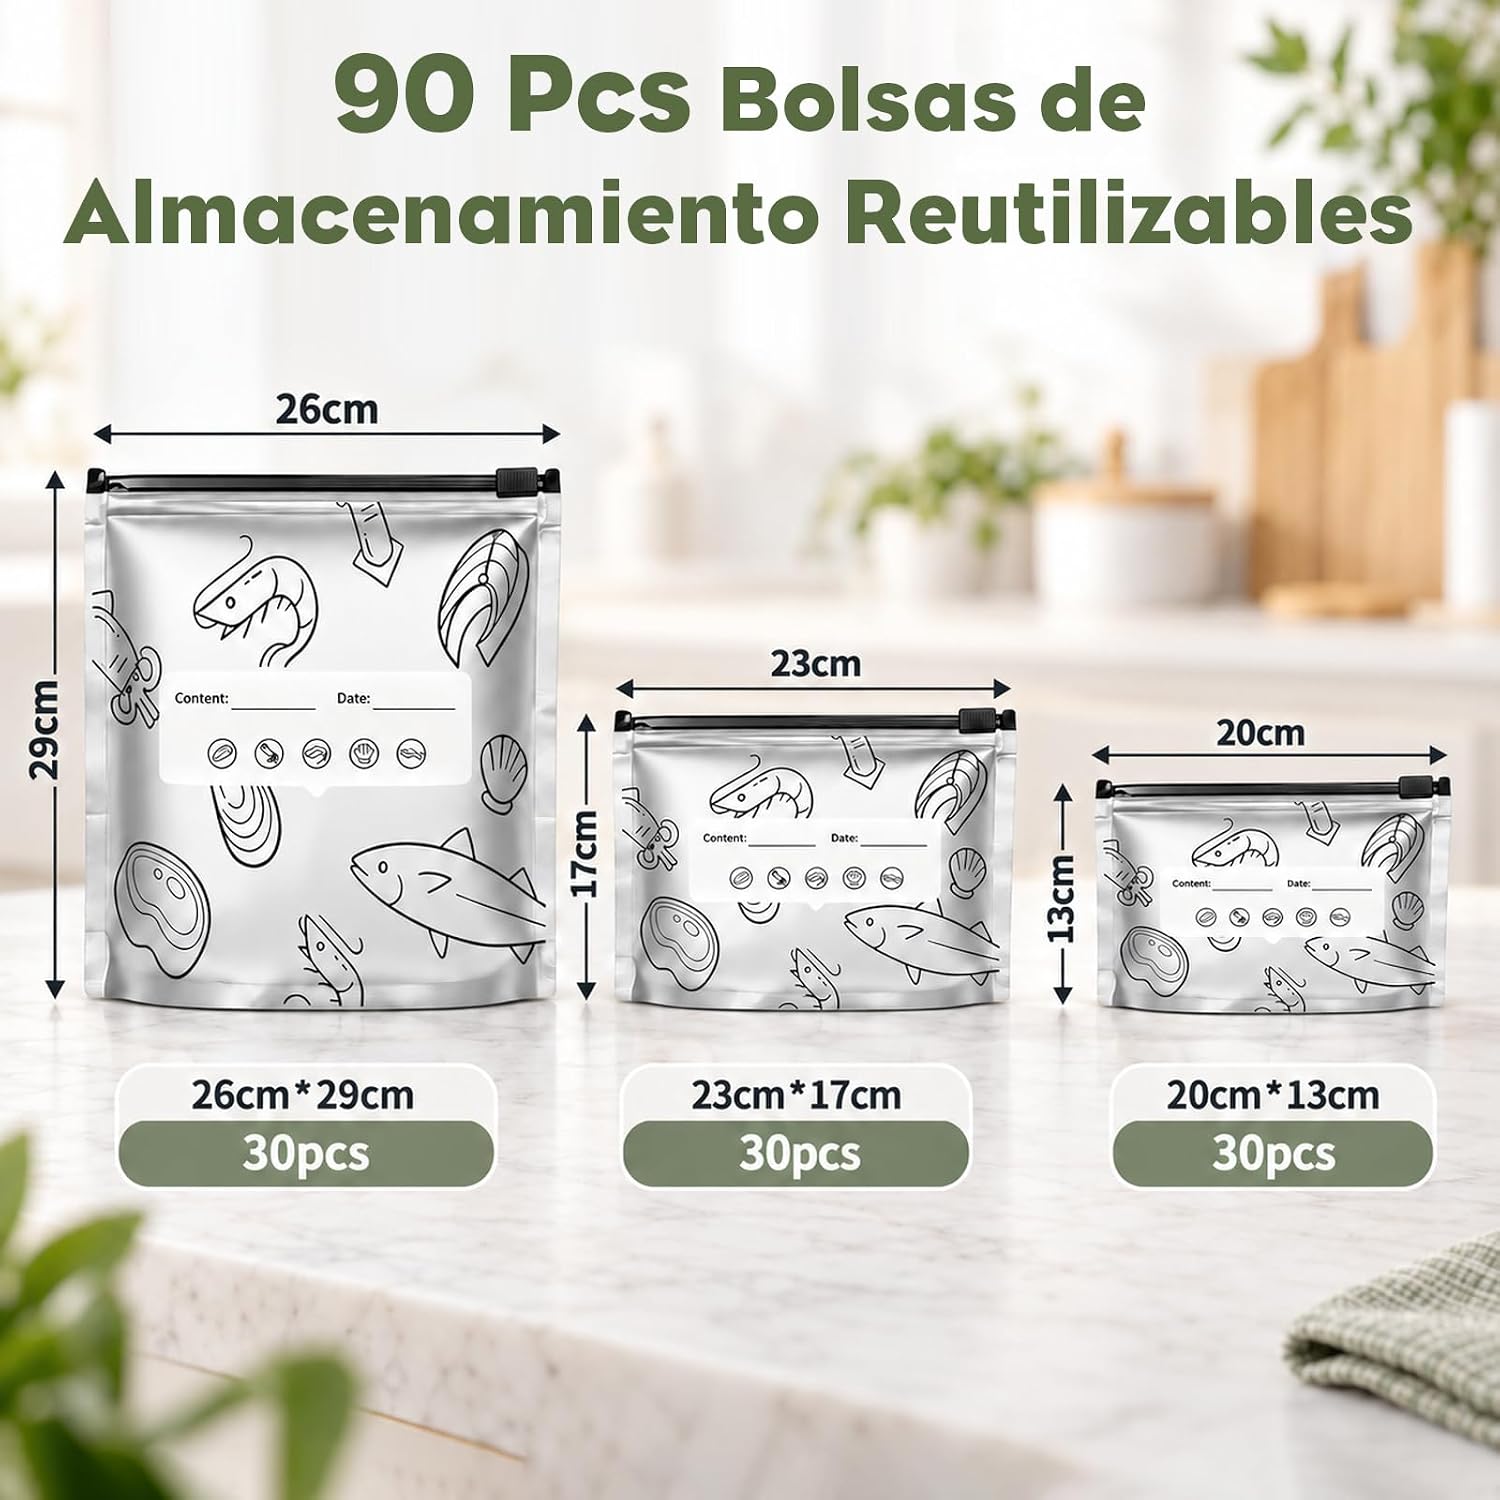 90 Pcs Bolsas de
Almacenamiento Reutilizables
26cm
29cm
Content: Date:
23cm
17cm
Content: Date:
20cm
13cm
Content: Date:
26cm*29cm
30pcs
23cm*17cm
30pcs
20cm*13cm
30pcs